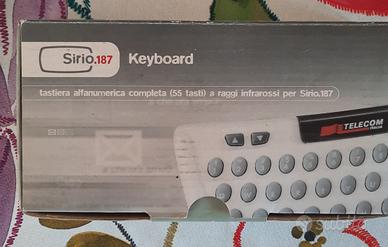 Sirio.187 Keyboard
tastiera alfanumerica completa (55 tasti) a raggi infrarossi per Sirio.187
TELECOM
ITALIA